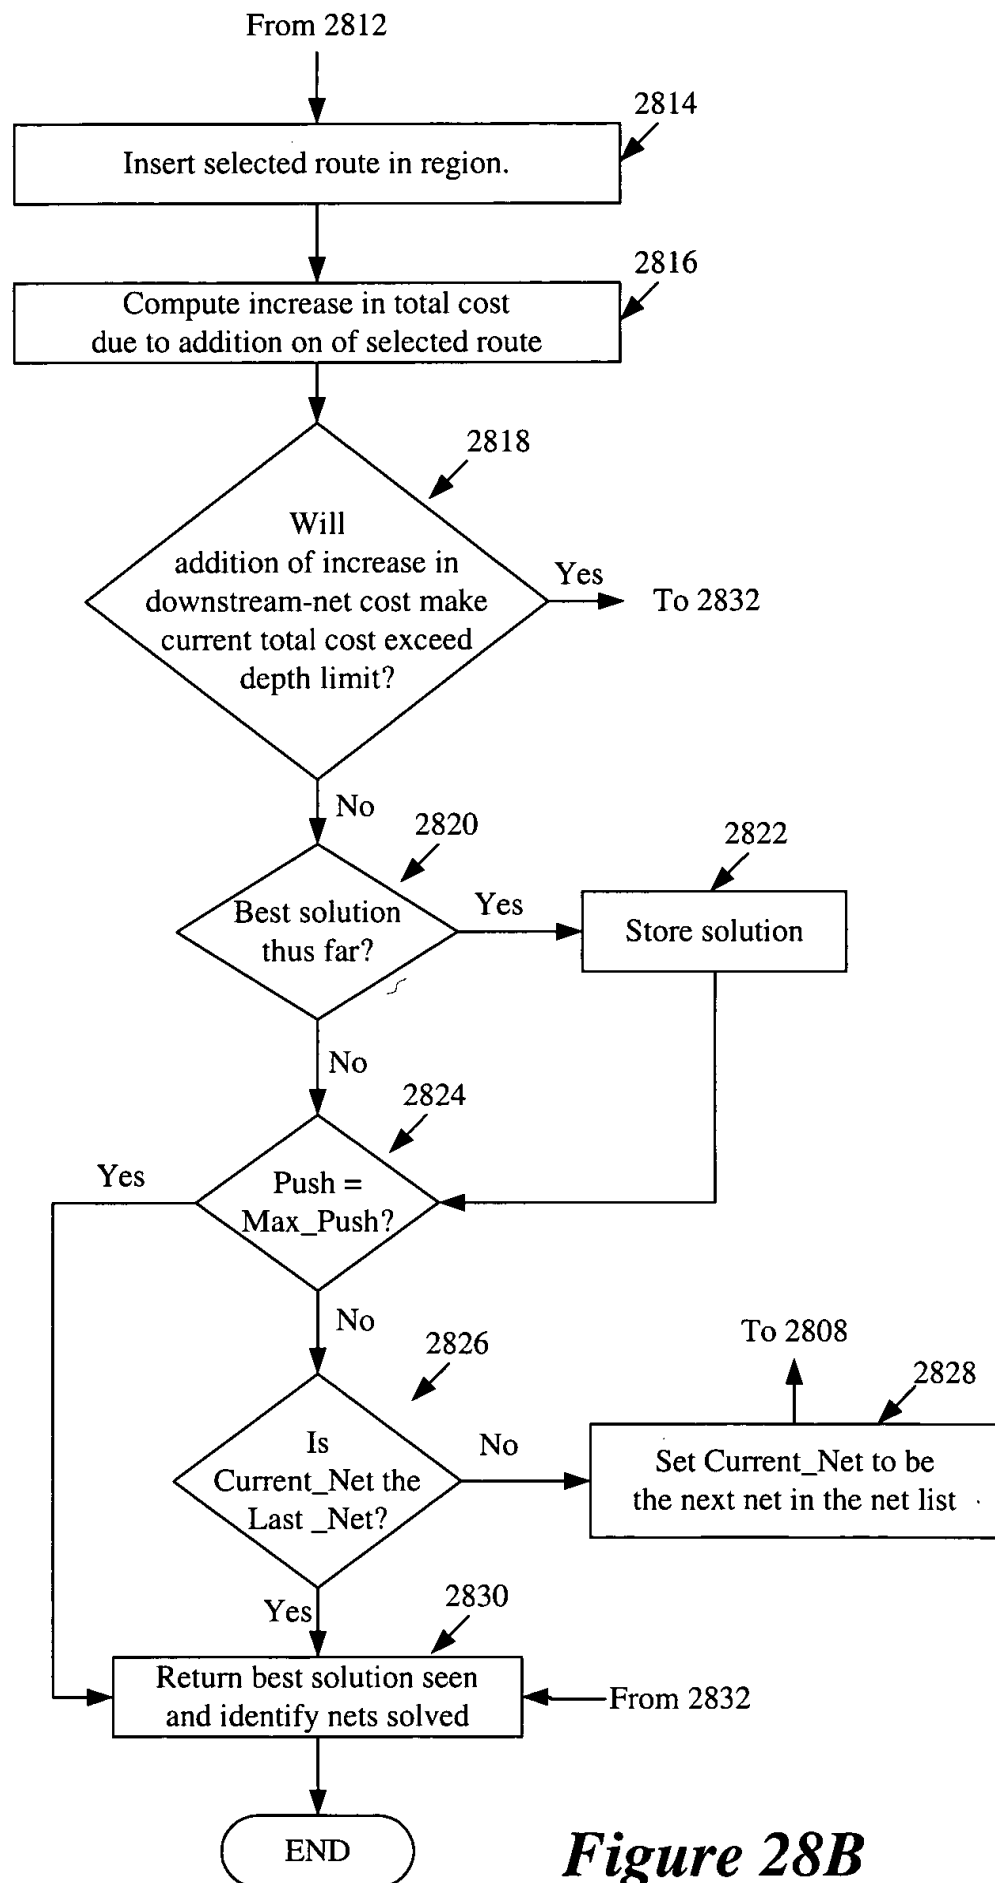 From 2812
2814
Insert selected route in region.
2816
Compute increase in total cost
due to addition on of selected route
2818
Will
addition of increase in
downstream-net cost make
current total cost exceed
depth limit?
Yes
To 2832
No
2820
2822
Best solution
thus far?
Yes
Store solution
No
2824
Yes
Push =
Max_Push?
No
To 2808
2826
2828
Is
Current_Net the
Last _Net?
No
Set Current_Net to be
the next net in the net list
Yes
2830
Return best solution seen
and identify nets solved
From 2832
END
Figure 28B